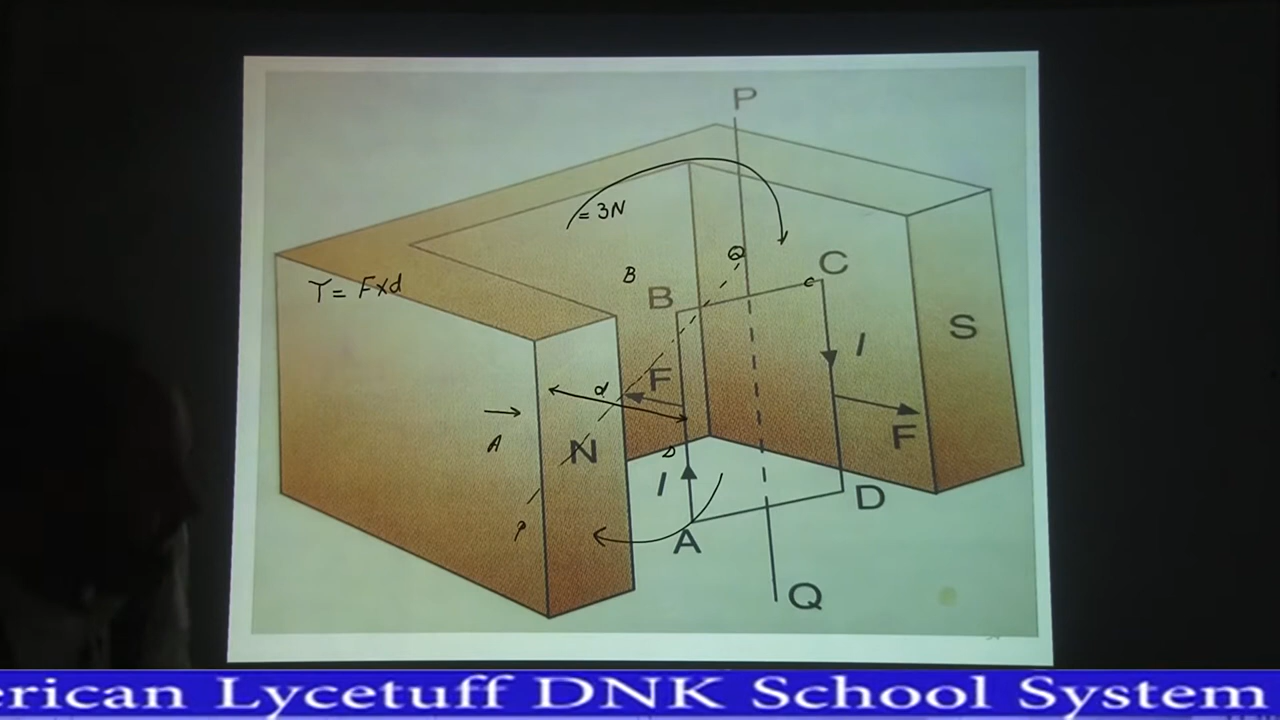 P
= 3N
Q
B
C
c
B
T = F x d
I
S
d
F
F
A
N
D
I
D
P
A
Q
erican Lycetuff DNK School System